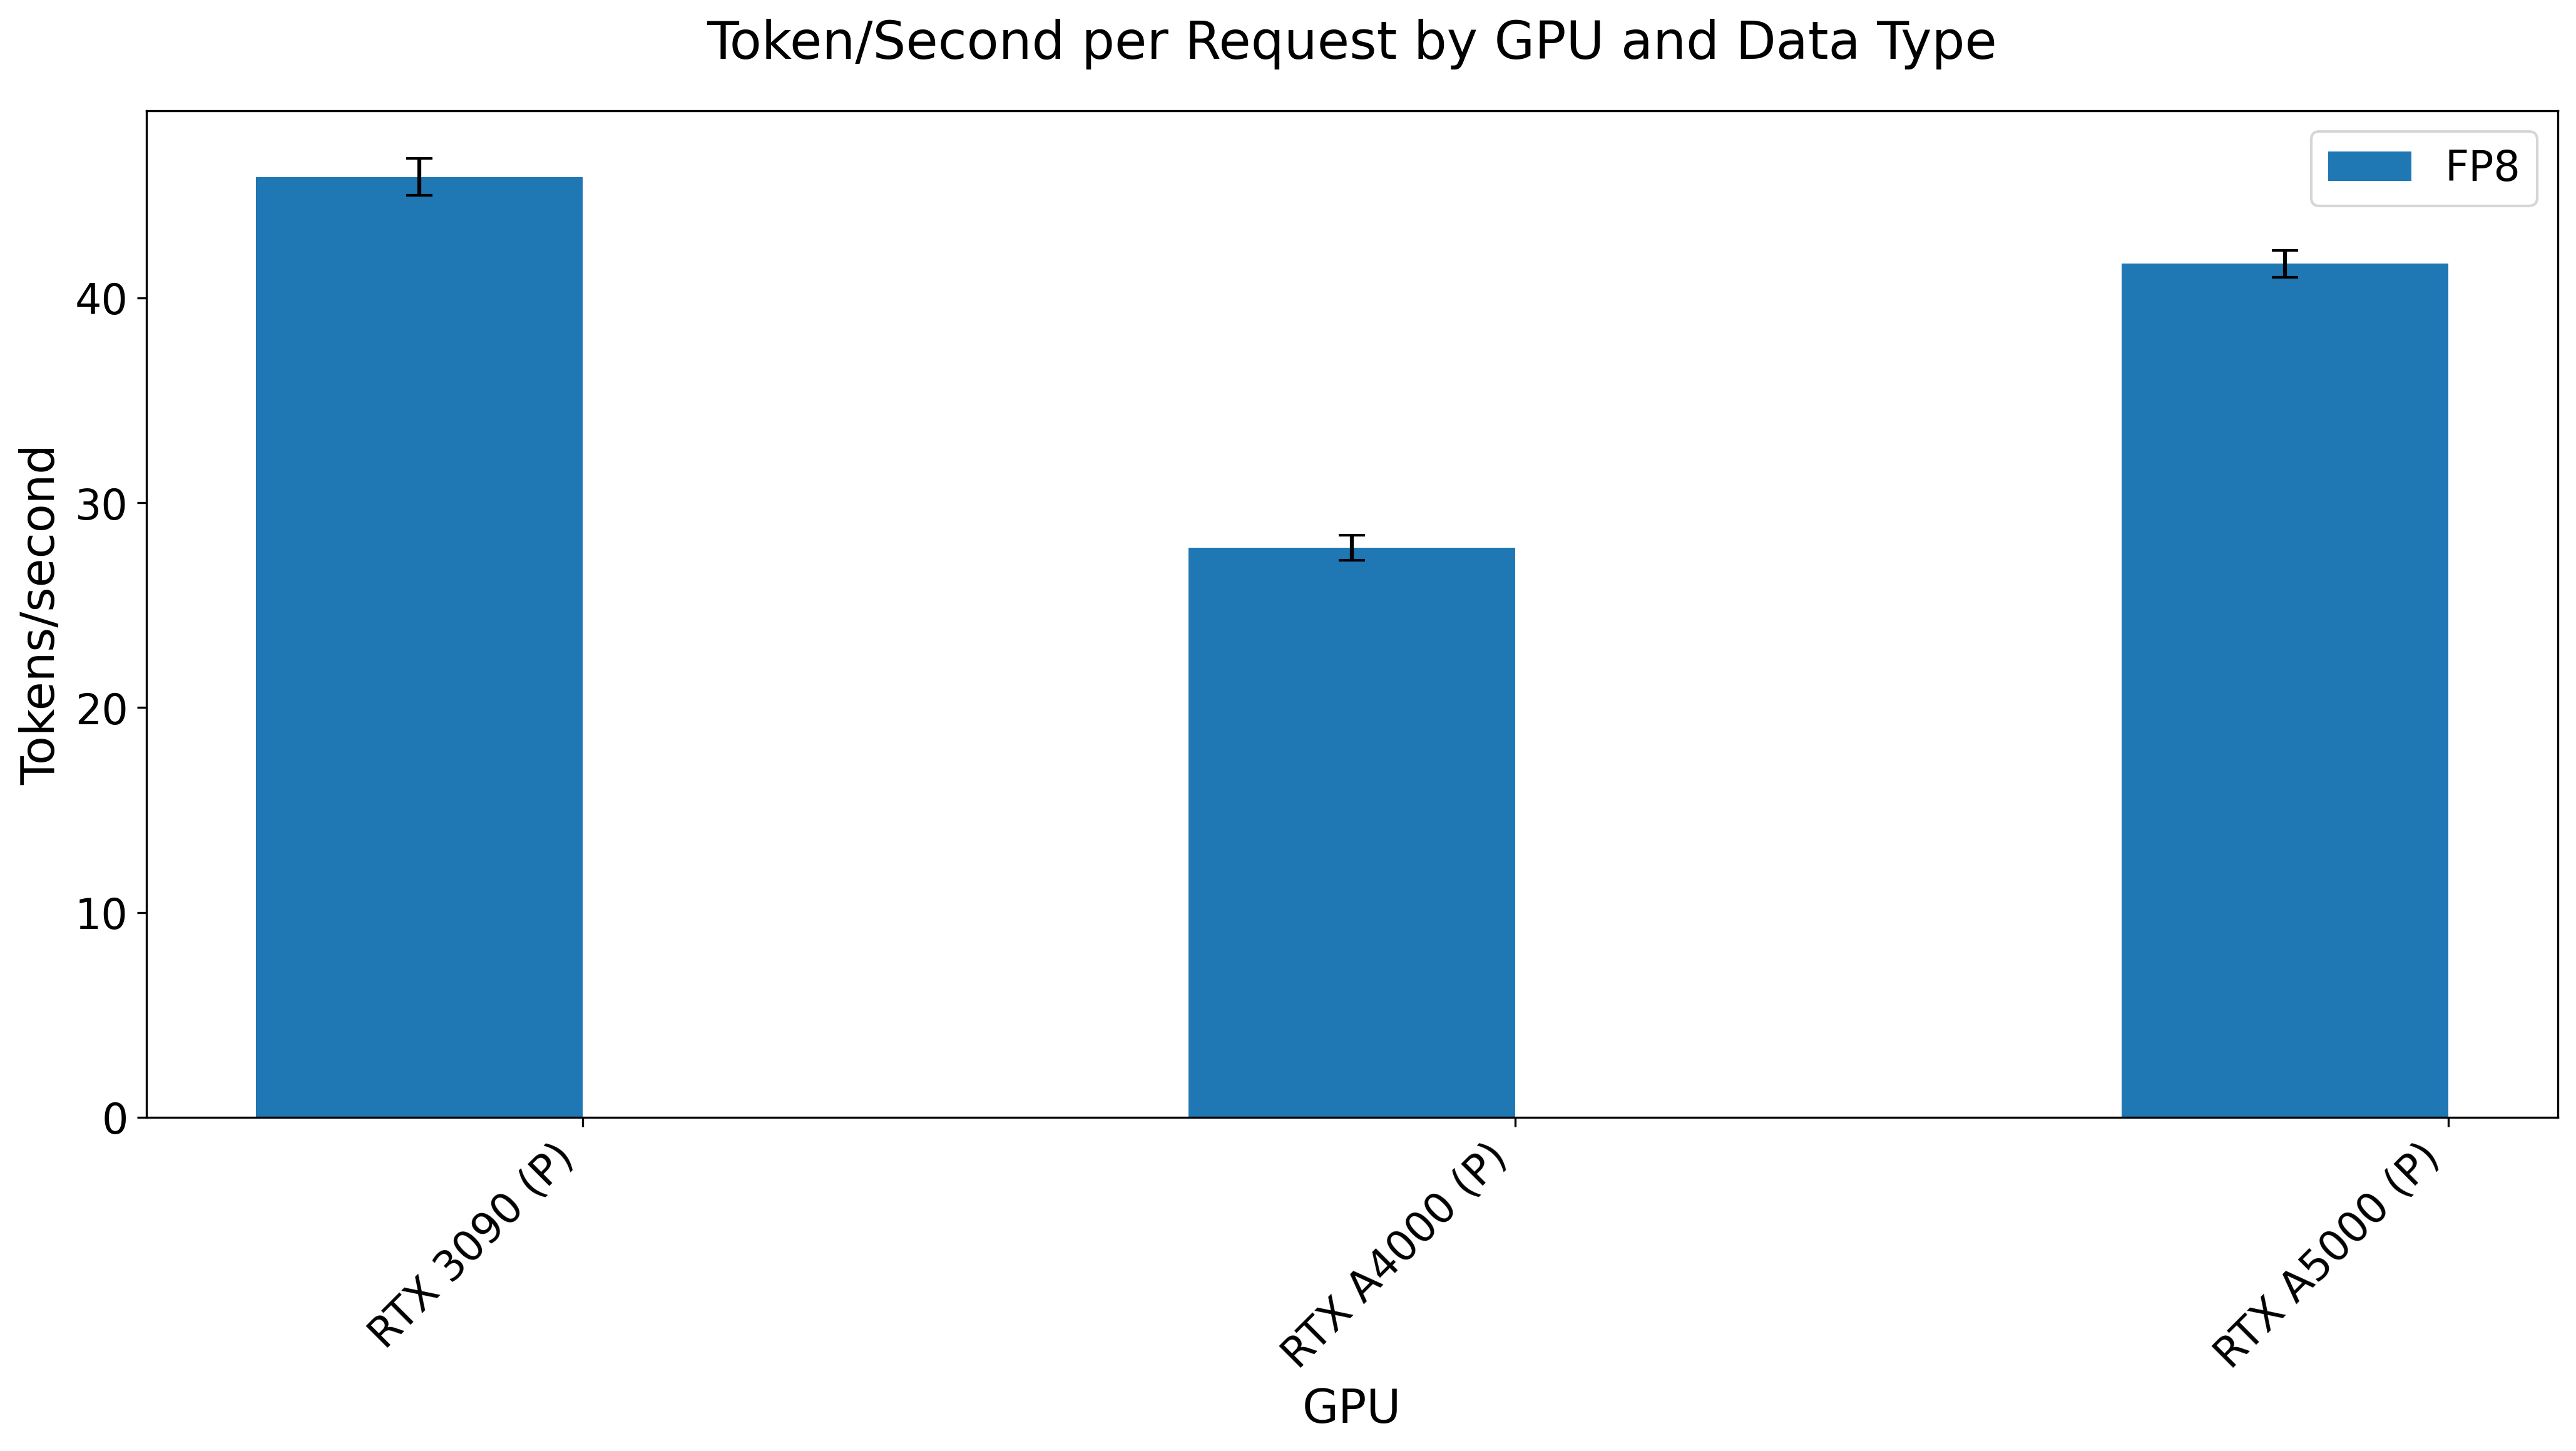 Token/Second per Request by GPU and Data Type
FP8
Tokens/second
40
30
20
10
0
RTX 3090 (P)
RTX A4000 (P)
RTX A5000 (P)
GPU